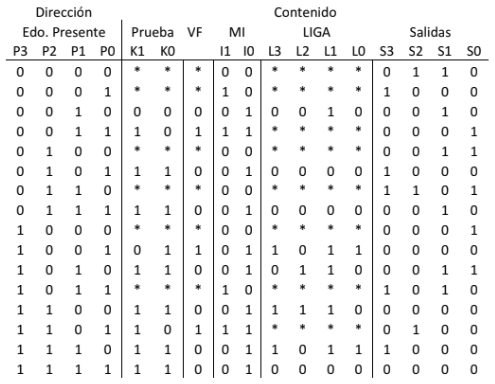 Dirección Contenido
Edo. Presente Prueba VF MI LIGA Salidas
P3 P2 P1 P0 K1 K0 I1 I0 L3 L2 L1 L0 S3 S2 S1 S0
0 0 0 0 * * * 0 0 * * * * 0 1 1 0
0 0 0 1 * * * 1 0 * * * * 1 0 0 0
0 0 1 0 0 0 0 0 1 0 0 1 0 0 0 1 0
0 0 1 1 1 0 1 1 1 * * * * 0 0 0 1
0 1 0 0 * * * 0 0 * * * * 0 0 1 1
0 1 0 1 1 1 0 0 1 0 0 0 0 1 0 0 0
0 1 1 0 * * * 0 0 * * * * 1 1 0 1
0 1 1 1 1 1 0 0 1 0 0 0 0 0 0 1 0
1 0 0 0 * * * 0 0 * * * * 0 0 0 1
1 0 0 1 0 1 1 0 1 1 0 1 1 0 0 0 0
1 0 1 0 1 1 0 0 1 0 1 1 0 0 0 1 1
1 0 1 1 * * * 1 0 * * * * 1 0 1 0
1 1 0 0 1 1 0 0 1 1 1 1 0 0 0 0 0
1 1 0 1 1 0 1 1 1 * * * * 0 1 0 0
1 1 1 0 1 1 0 0 1 1 0 1 1 1 0 0 0
1 1 1 1 1 1 0 0 1 0 0 0 0 0 0 0 0